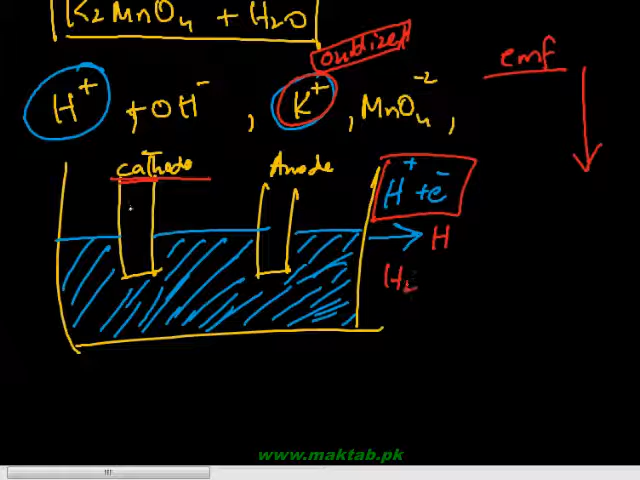 K2MnO4 + H2O
oxidized
emf
H+ + OH- , K+ , MnO4-2 ,
cathode Anode
H+ + e-
H
H2
www.maktab.pk